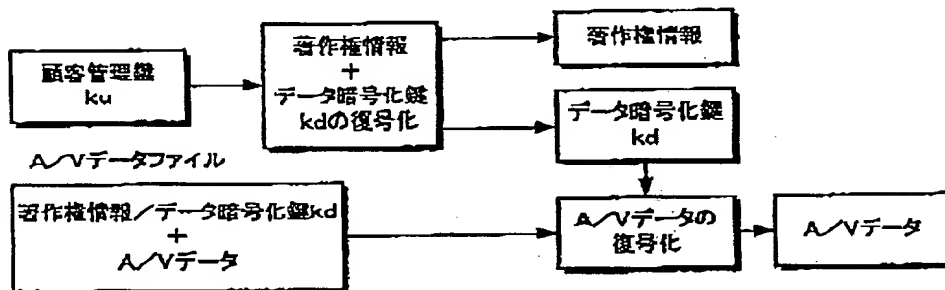 顧客管理鍵
ku
著作権情報
+
データ暗号化鍵
kdの復号化
著作権情報
データ暗号化鍵
kd
A/Vデータファイル
著作権情報/データ暗号化鍵kd
+
A/Vデータ
A/Vデータの
復号化
A/Vデータ